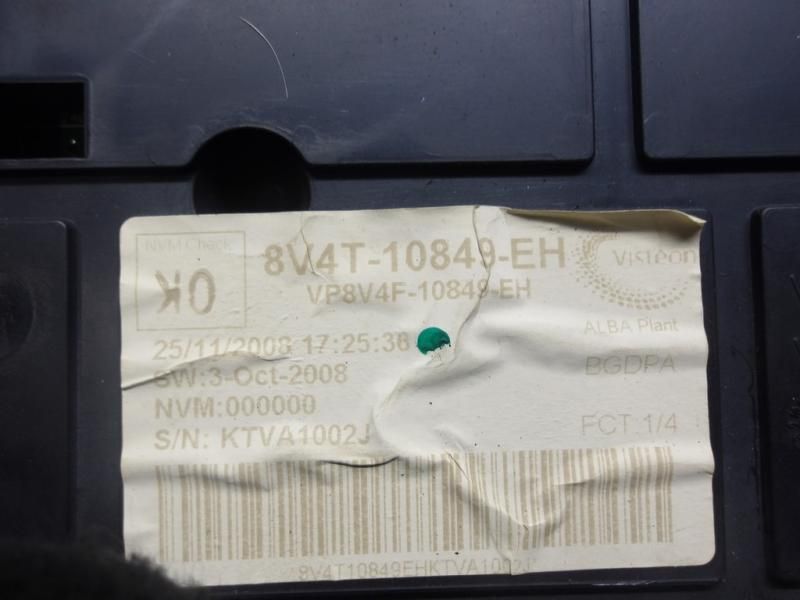 NVM Check
OK
8V4T-10849-EH
VP8V4F-10849-EH
Visteon
ALBA Plant
25/11/2008 17:25:36
SW:3-Oct-2008
BGDPA
NVM:000000
S/N: KTVA1002J
FCT:1/4
8V4T10849EHKTVA1002J